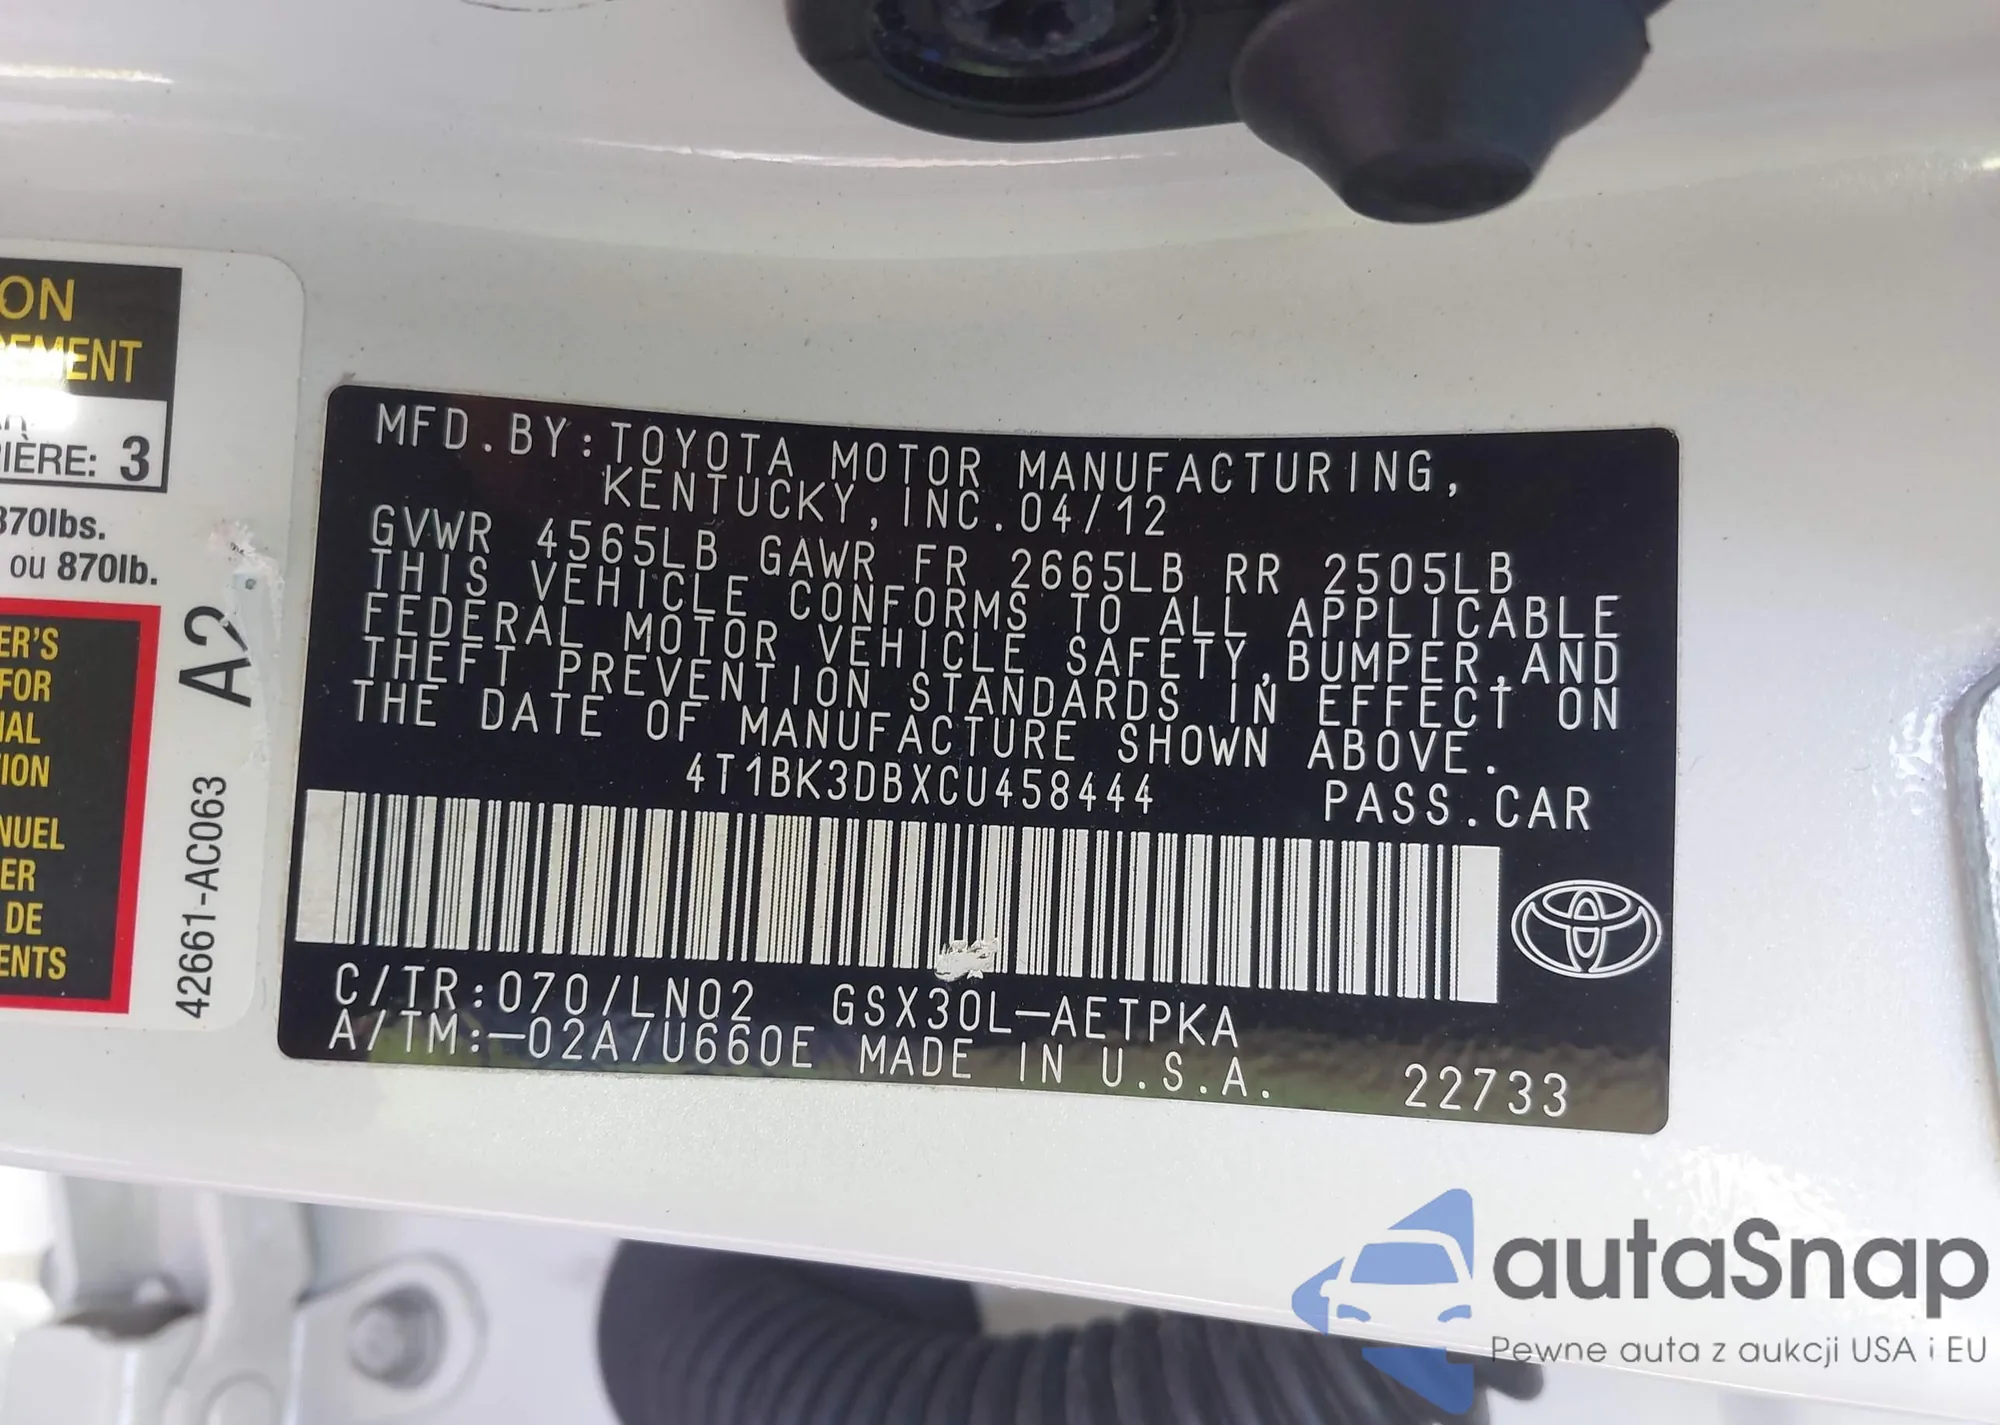 ON
EMENT
IÈRE: 3
870lbs.
ou 870lb.
ER'S
FOR
TION
NUEL
ER
DE
ENTS
A2
42661-AC063
MFD.BY:TOYOTA MOTOR MANUFACTURING,
KENTUCKY,INC.04/12
GVWR 4565LB GAWR FR 2665LB RR 2505LB
THIS VEHICLE CONFORMS TO ALL APPLICABLE
FEDERAL MOTOR VEHICLE SAFETY,BUMPER,AND
THEFT PREVENTION STANDARDS IN EFFECT ON
THE DATE OF MANUFACTURE SHOWN ABOVE.
4T1BK3DBXCU458444 PASS.CAR
C/TR:070/LN02 GSX30L-AETPKA
A/TM:-02A/U660E MADE IN U.S.A. 22733
autaSnap
Pewne auta z aukcji USA i EU